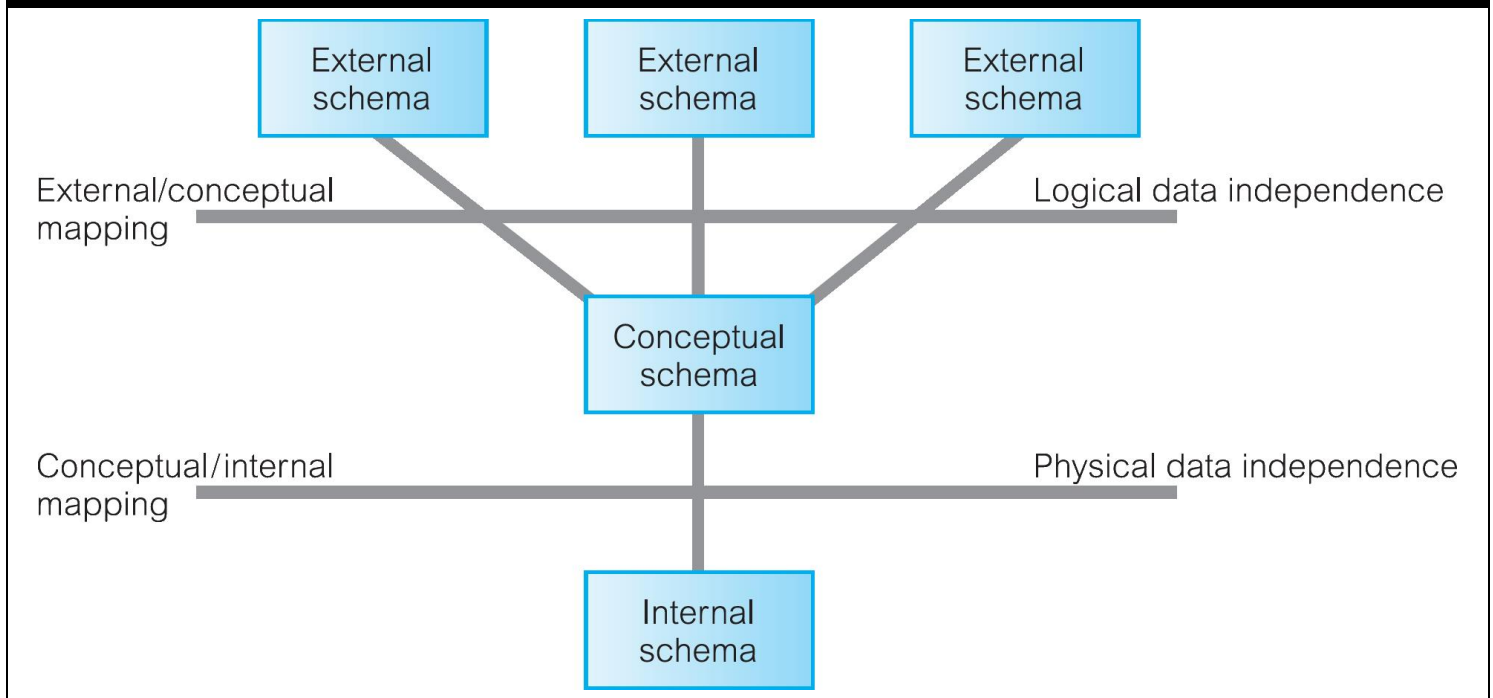 External
schema
External
schema
External
schema
External/conceptual
mapping
Logical data independence
Conceptual
schema
Conceptual/internal
mapping
Physical data independence
Internal
schema